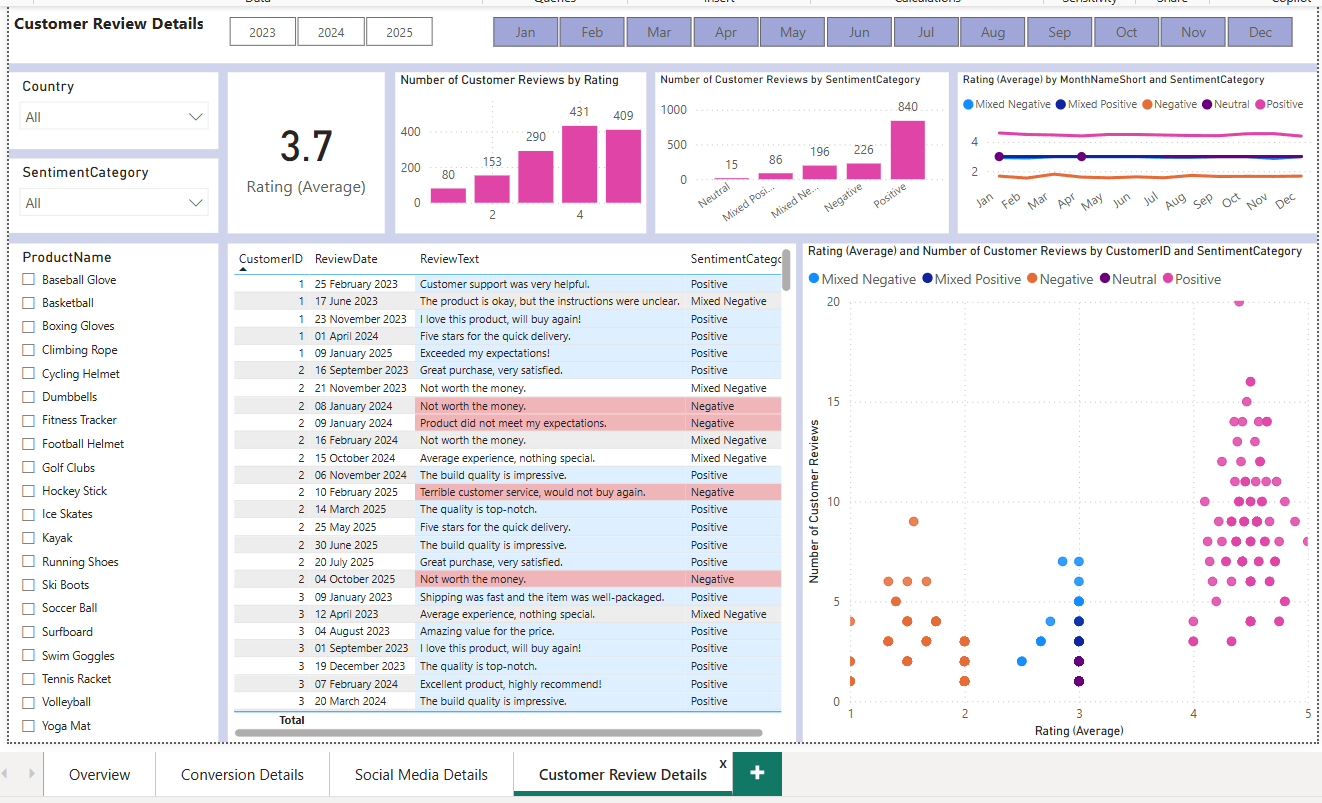 Data Queries Insert Calculations Sensitivity Share Copilot
Customer Review Details
2023 2024 2025
Jan Feb Mar Apr May Jun Jul Aug Sep Oct Nov Dec
Country
All
SentimentCategory
All
3.7
Rating (Average)
Number of Customer Reviews by Rating
400
200
0
80 153 290 431 409
2 4
Number of Customer Reviews by SentimentCategory
1000
500
0
15 86 196 226 840
Neutral Mixed Posi... Mixed Ne... Negative Positive
Rating (Average) by MonthNameShort and SentimentCategory
Mixed Negative Mixed Positive Negative Neutral Positive
4
2
Jan Feb Mar Apr May Jun Jul Aug Sep Oct Nov Dec
ProductName
Baseball Glove
Basketball
Boxing Gloves
Climbing Rope
Cycling Helmet
Dumbbells
Fitness Tracker
Football Helmet
Golf Clubs
Hockey Stick
Ice Skates
Kayak
Running Shoes
Ski Boots
Soccer Ball
Surfboard
Swim Goggles
Tennis Racket
Volleyball
Yoga Mat
CustomerID ReviewDate ReviewText SentimentCateg
1 25 February 2023 Customer support was very helpful. Positive
1 17 June 2023 The product is okay, but the instructions were unclear. Mixed Negative
1 23 November 2023 I love this product, will buy again! Positive
1 01 April 2024 Five stars for the quick delivery. Positive
1 09 January 2025 Exceeded my expectations! Positive
2 16 September 2023 Great purchase, very satisfied. Positive
2 21 November 2023 Not worth the money. Mixed Negative
2 08 January 2024 Not worth the money. Negative
2 09 January 2024 Product did not meet my expectations. Negative
2 16 February 2024 Not worth the money. Mixed Negative
2 15 October 2024 Average experience, nothing special. Mixed Negative
2 06 November 2024 The build quality is impressive. Positive
2 10 February 2025 Terrible customer service, would not buy again. Negative
2 14 March 2025 The quality is top-notch. Positive
2 25 May 2025 Five stars for the quick delivery. Positive
2 30 June 2025 The build quality is impressive. Positive
2 20 July 2025 Great purchase, very satisfied. Positive
2 04 October 2025 Not worth the money. Negative
3 09 January 2023 Shipping was fast and the item was well-packaged. Positive
3 12 April 2023 Average experience, nothing special. Mixed Negative
3 04 August 2023 Amazing value for the price. Positive
3 01 September 2023 I love this product, will buy again! Positive
3 19 December 2023 The quality is top-notch. Positive
3 07 February 2024 Excellent product, highly recommend! Positive
3 20 March 2024 The build quality is impressive. Positive
Total
Rating (Average) and Number of Customer Reviews by CustomerID and SentimentCategory
Mixed Negative Mixed Positive Negative Neutral Positive
Number of Customer Reviews
20
15
10
5
0
1 2 3 4 5
Rating (Average)
Overview Conversion Details Social Media Details Customer Review Details x +